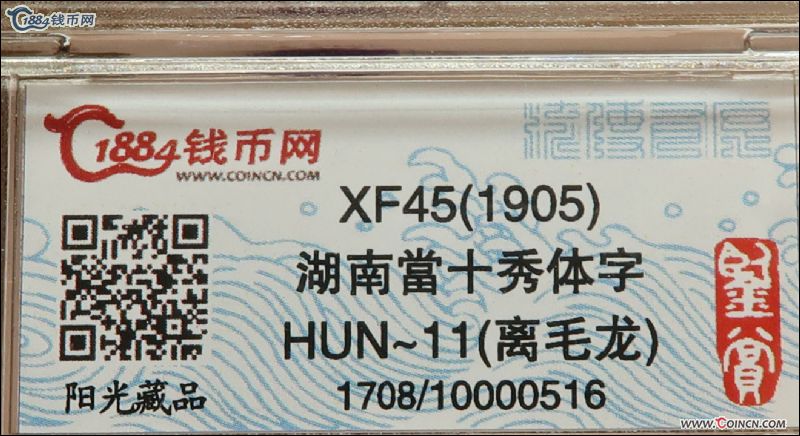 1884钱币网
1884钱币网
WWW.COINCN.COM
XF45(1905)
湖南當十秀体字
HUN~11(离毛龙)
1708/10000516
阳光藏品
鉴赏
www.COINCN.COM